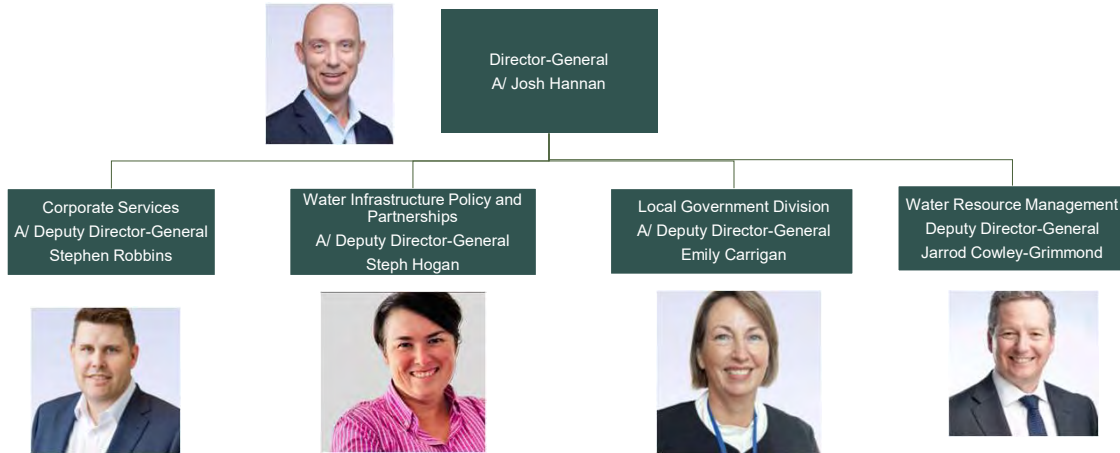 Director-General
A/ Josh Hannan
Corporate Services
A/ Deputy Director-General
Stephen Robbins
Water Infrastructure Policy and
Partnerships
A/ Deputy Director-General
Steph Hogan
Local Government Division
A/ Deputy Director-General
Emily Carrigan
Water Resource Management
Deputy Director-General
Jarrod Cowley-Grimmond